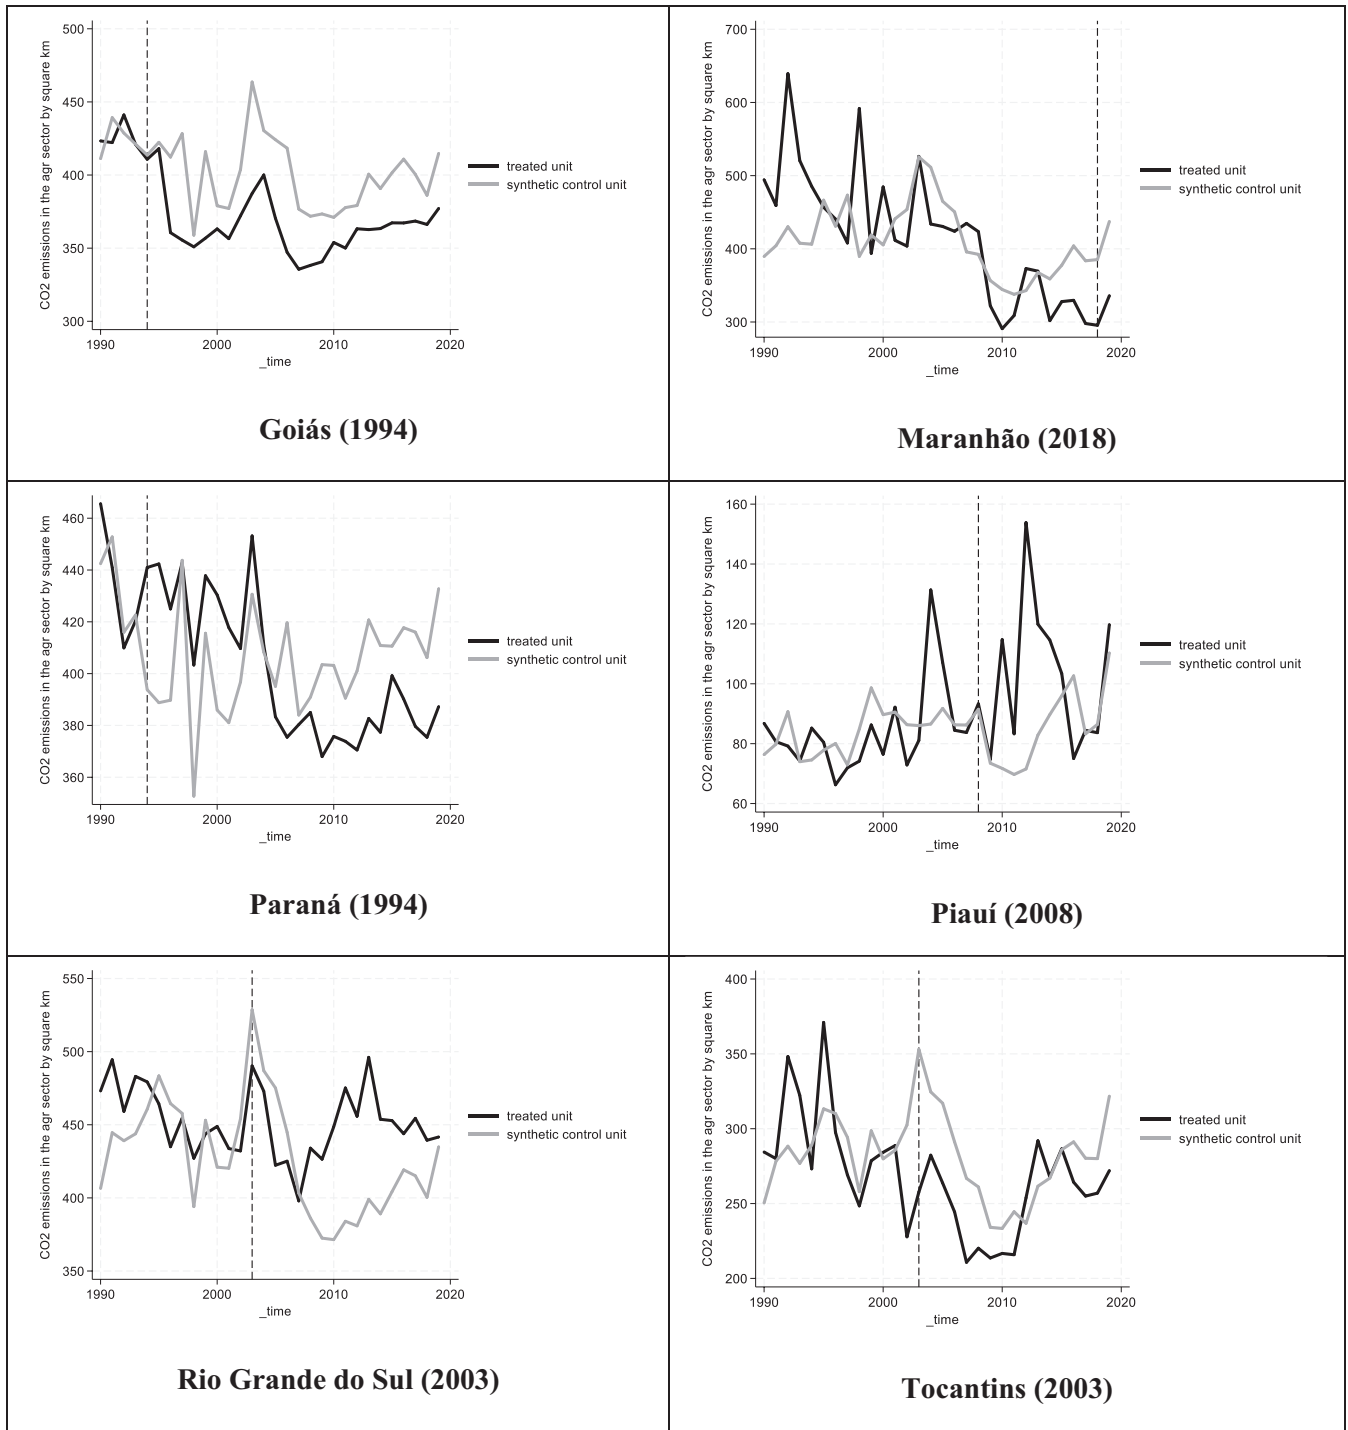 CO2 emissions in the agr sector by square km
500
450
400
350
300
1990
2000
2010
2020
_time
treated unit
synthetic control unit
Goiás (1994)
CO2 emissions in the agr sector by square km
700
600
500
400
300
1990
2000
2010
2020
_time
treated unit
synthetic control unit
Maranhão (2018)
CO2 emissions in the agr sector by square km
460
440
420
400
380
360
1990
2000
2010
2020
_time
treated unit
synthetic control unit
Paraná (1994)
CO2 emissions in the agr sector by square km
160
140
120
100
80
60
1990
2000
2010
2020
_time
treated unit
synthetic control unit
Piauí (2008)
CO2 emissions in the agr sector by square km
550
500
450
400
350
1990
2000
2010
2020
_time
treated unit
synthetic control unit
Rio Grande do Sul (2003)
CO2 emissions in the agr sector by square km
400
350
300
250
200
1990
2000
2010
2020
_time
treated unit
synthetic control unit
Tocantins (2003)